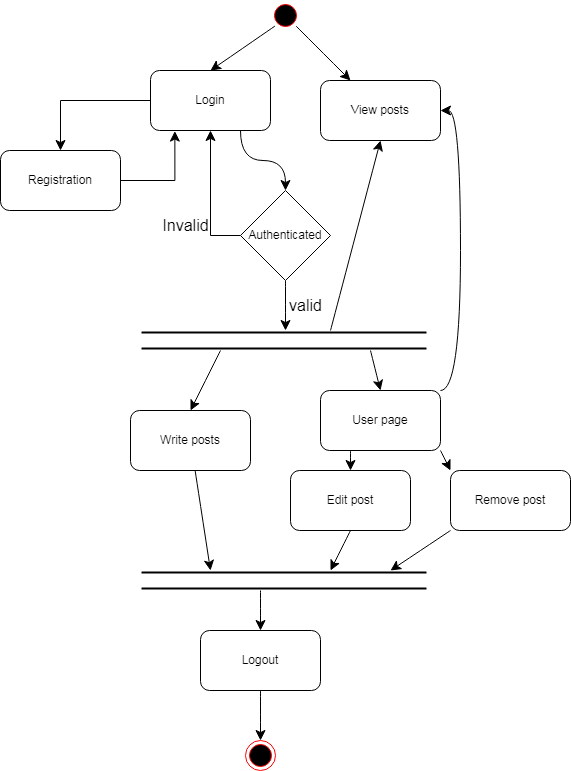 Login
View posts
Registration
Invalid
Authenticated
valid
Write posts
User page
Edit post
Remove post
Logout